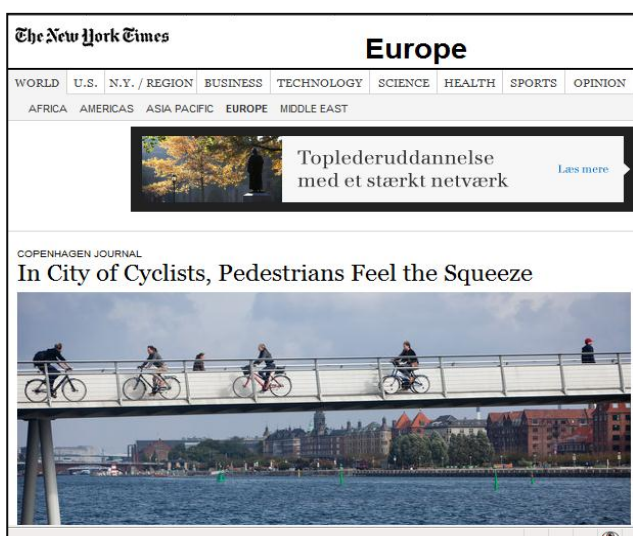 The New York Times
Europe
WORLD U.S. N.Y. / REGION BUSINESS TECHNOLOGY SCIENCE HEALTH SPORTS OPINION
AFRICA AMERICAS ASIA PACIFIC EUROPE MIDDLE EAST
Toplederuddannelse
med et stærkt netværk
Læs mere
COPENHAGEN JOURNAL
In City of Cyclists, Pedestrians Feel the Squeeze